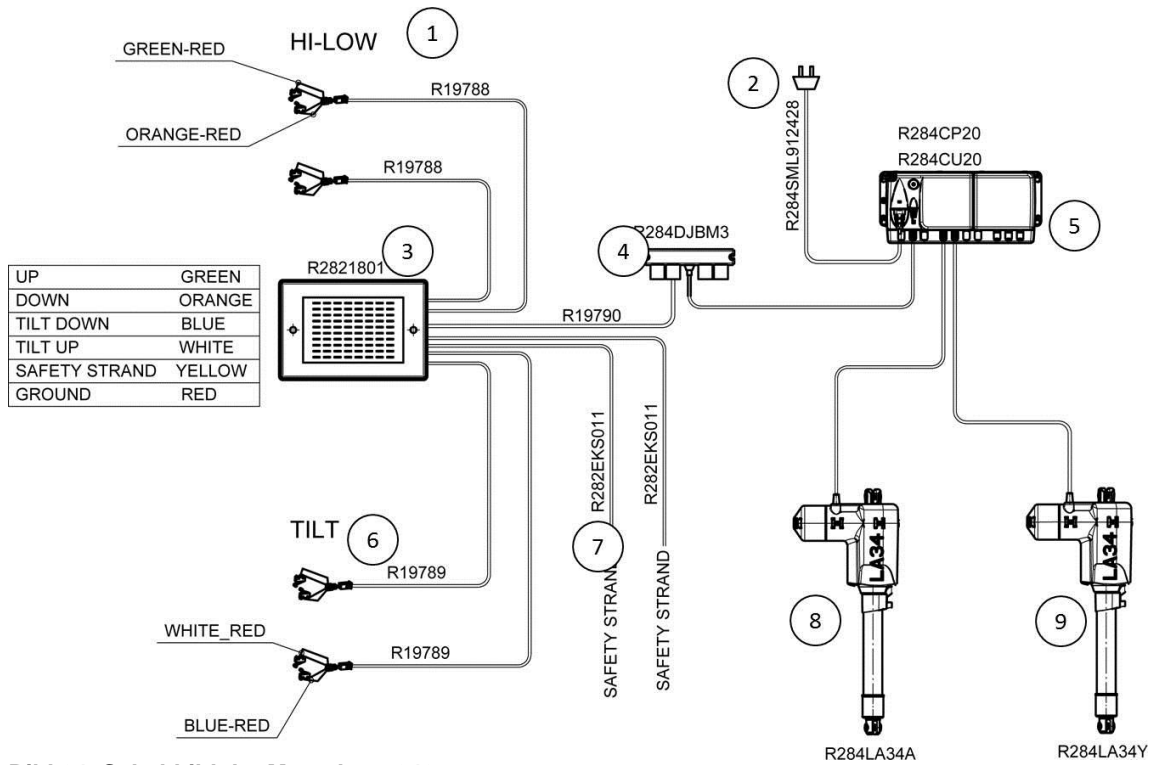 HI-LOW
1
GREEN-RED
R19788
ORANGE-RED
R19788
2
R284SML912428
R284CP20
R284CU20
5
R284DJBM3
4
3
R2821801
UP GREEN
DOWN ORANGE
TILT DOWN BLUE
TILT UP WHITE
SAFETY STRAND YELLOW
GROUND RED
R19790
R282EKS011
R282EKS011
TILT
6
7
R19789
SAFETY STRAND
SAFETY STRAND
WHITE_RED
R19789
BLUE-RED
LA34
LA34
8
9
R284LA34A
R284LA34Y